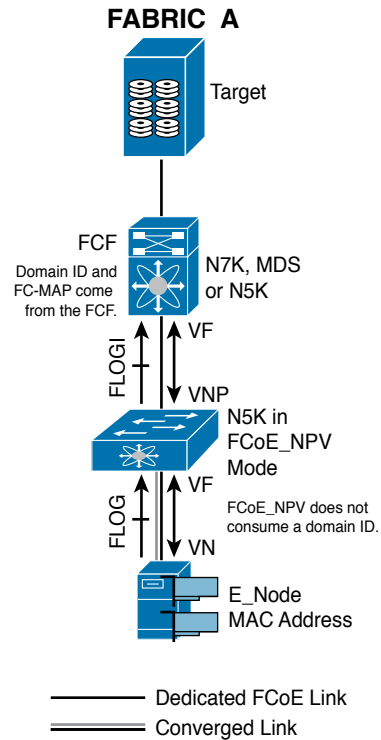 FABRIC A
Target
FCF
Domain ID and
FC-MAP come
from the FCF.
N7K, MDS
or N5K
FLOGI
VF
VNP
N5K in
FCoE_NPV
Mode
FLOG
VF
VN
FCoE_NPV does not
consume a domain ID.
E_Node
MAC Address
Dedicated FCoE Link
Converged Link